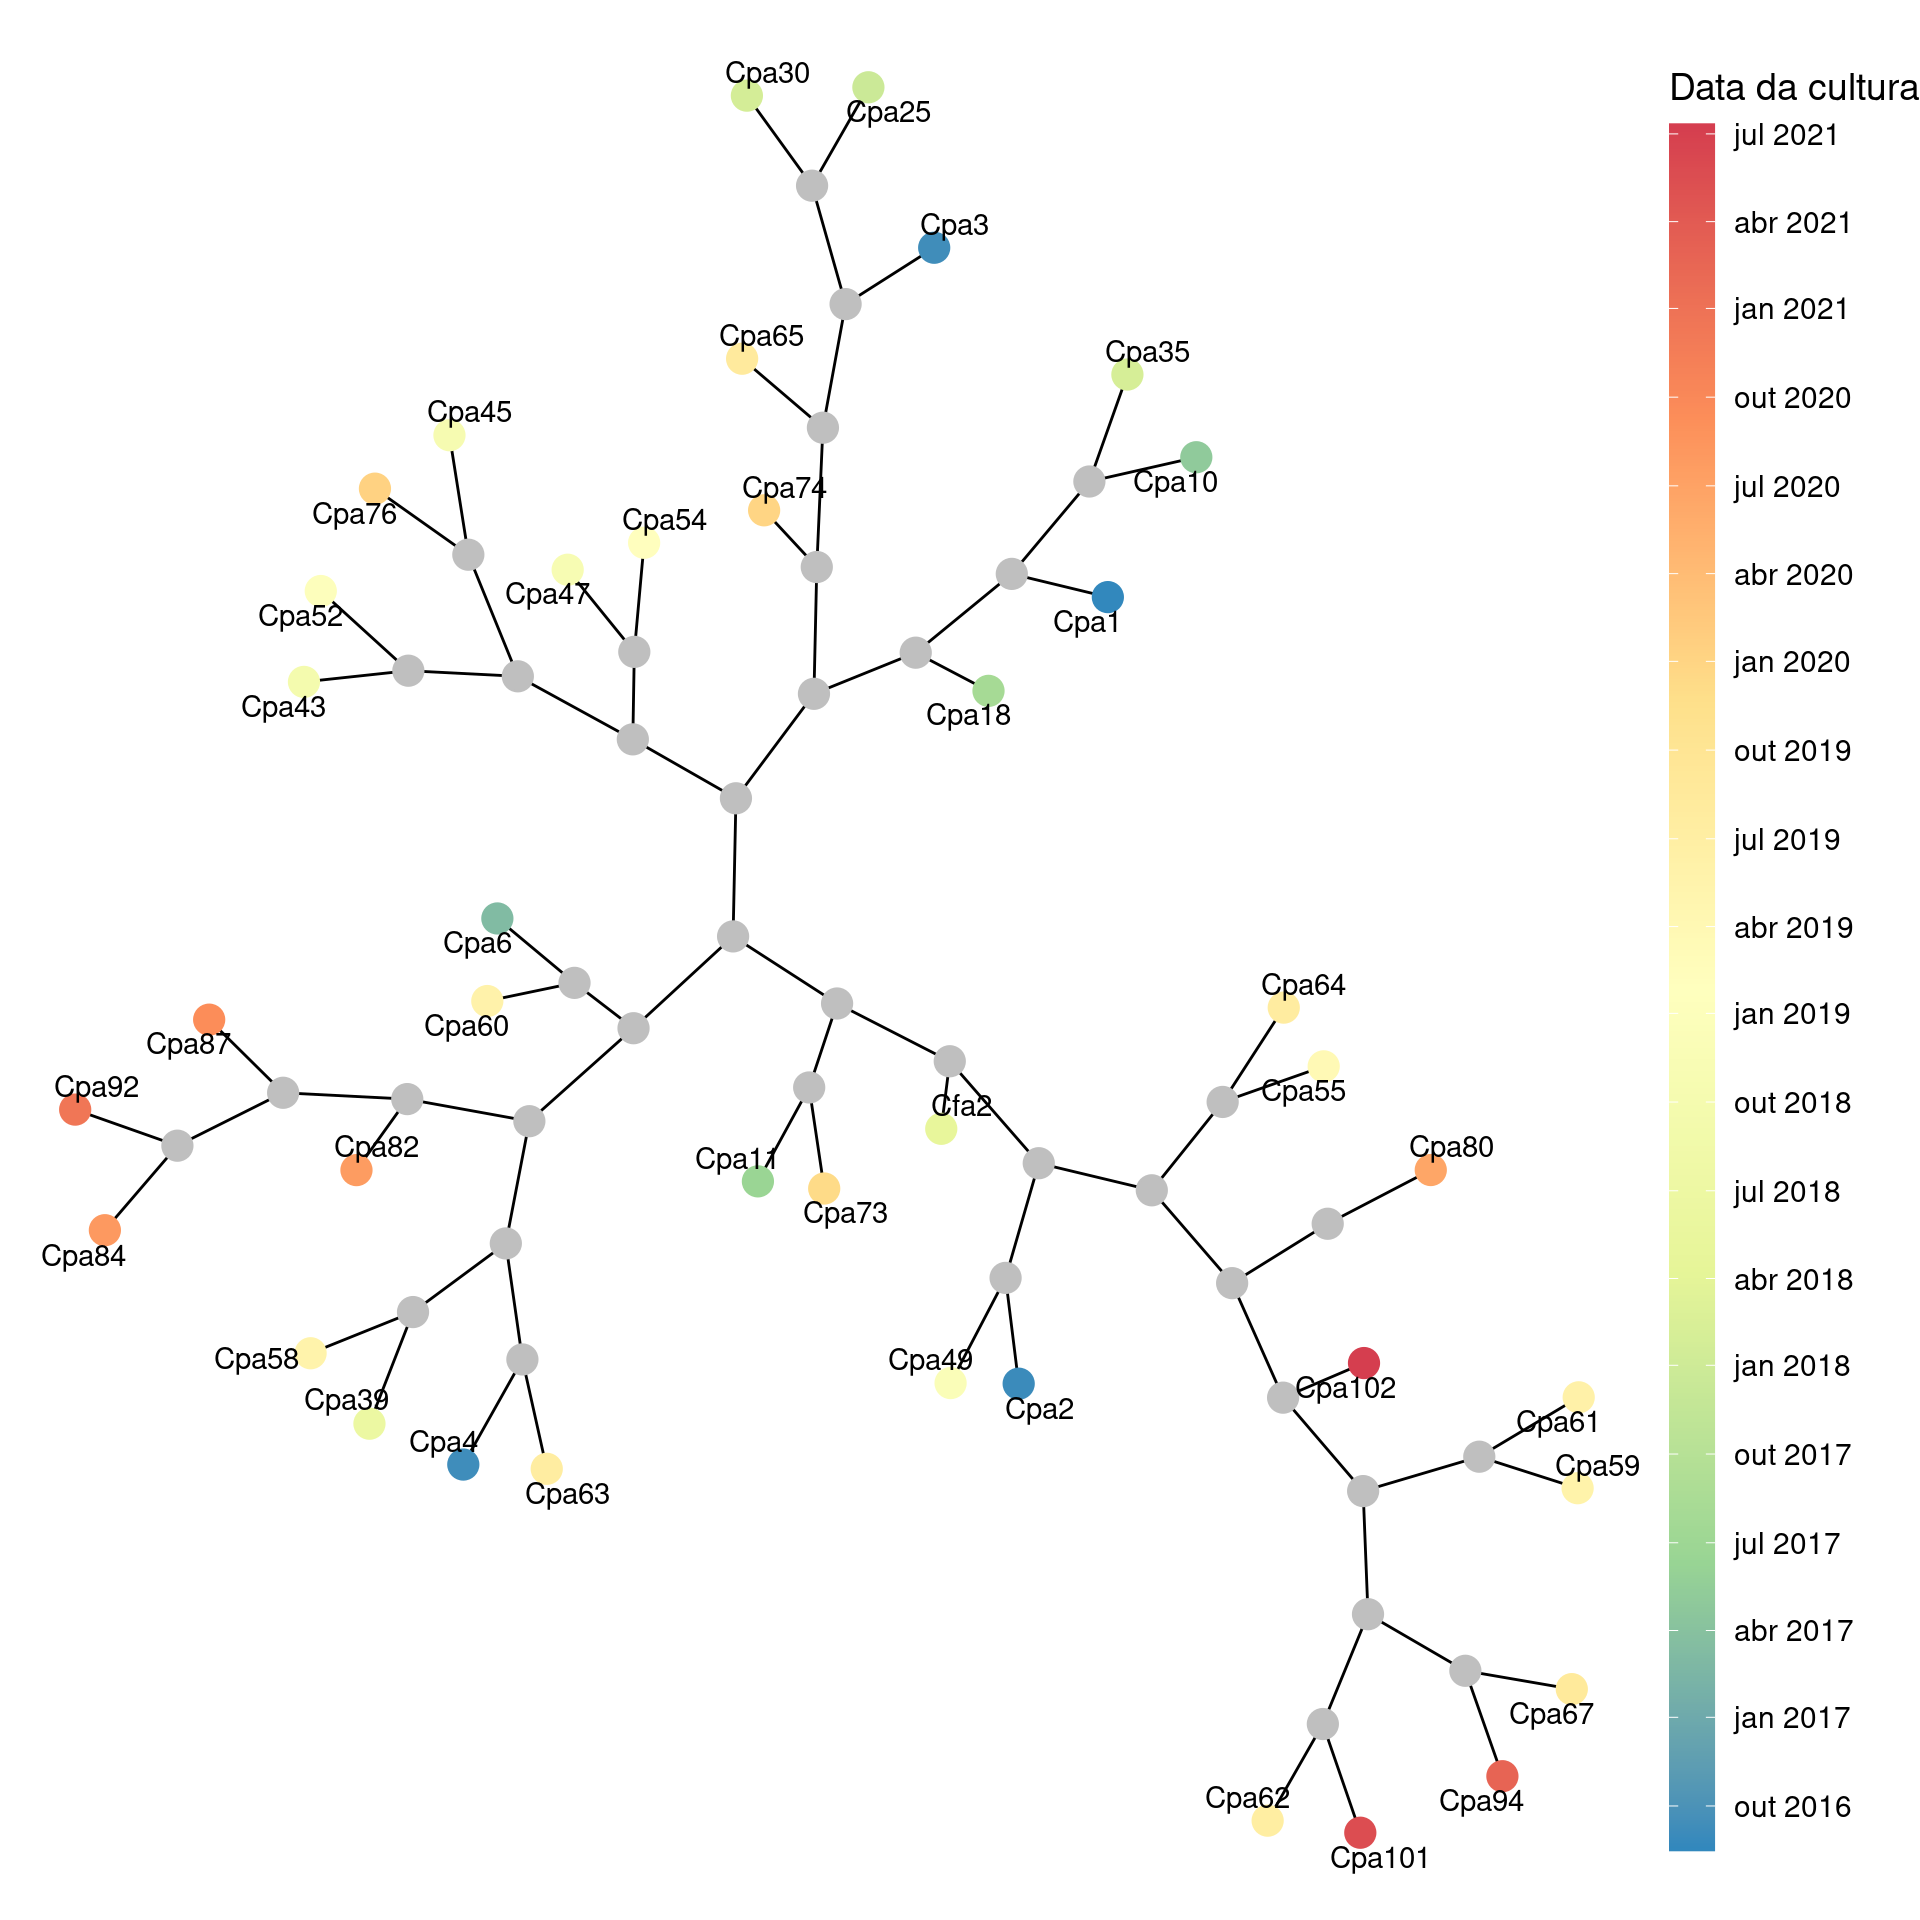 Data da cultura
jul 2021
abr 2021
jan 2021
out 2020
jul 2020
abr 2020
jan 2020
out 2019
jul 2019
abr 2019
jan 2019
out 2018
jul 2018
abr 2018
jan 2018
out 2017
jul 2017
abr 2017
jan 2017
out 2016
Cpa30
Cpa25
Cpa3
Cpa65
Cpa35
Cpa45
Cpa10
Cpa74
Cpa76
Cpa54
Cpa47
Cpa52
Cpa1
Cpa43
Cpa18
Cpa6
Cpa64
Cpa60
Cpa87
Cpa92
Cpa55
Cfa2
Cpa82
Cpa80
Cpa11
Cpa73
Cpa84
Cpa58
Cpa49
Cpa102
Cpa39
Cpa2
Cpa61
Cpa4
Cpa59
Cpa63
Cpa67
Cpa62
Cpa94
Cpa101